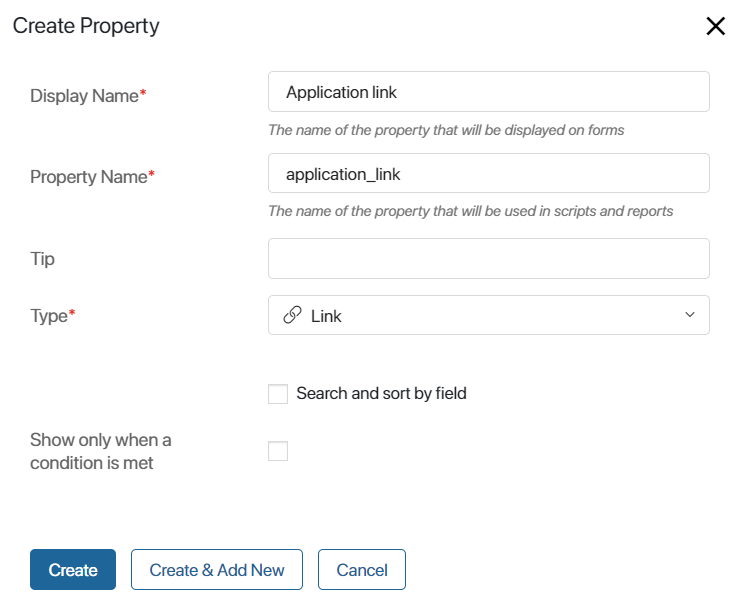 Create Property
Display Name*
Application link
The name of the property that will be displayed on forms
Property Name*
application_link
The name of the property that will be used in scripts and reports
Tip
Type*
Link
Search and sort by field
Show only when a
condition is met
Create
Create & Add New
Cancel